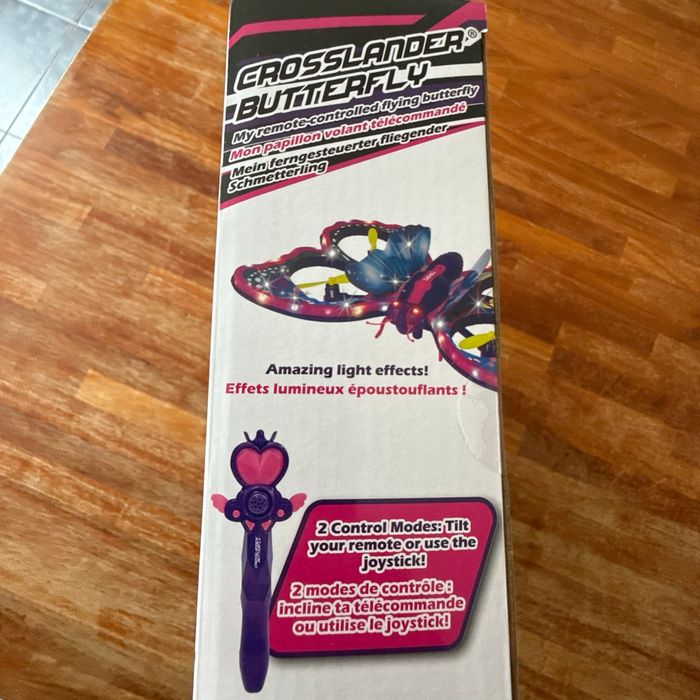 CROSSLANDER®
BUTTERFLY
My remote-controlled flying butterfly
Mon papillon volant télécommandé
Mein ferngesteuerter fliegender
Schmetterling
Amazing light effects!
Effets lumineux époustouflants !
2 Control Modes: Tilt
your remote or use the
joystick!
2 modes de contrôle :
incline ta télécommande
ou utilise le joystick!
CROSSLANDER
BUTTERFLY